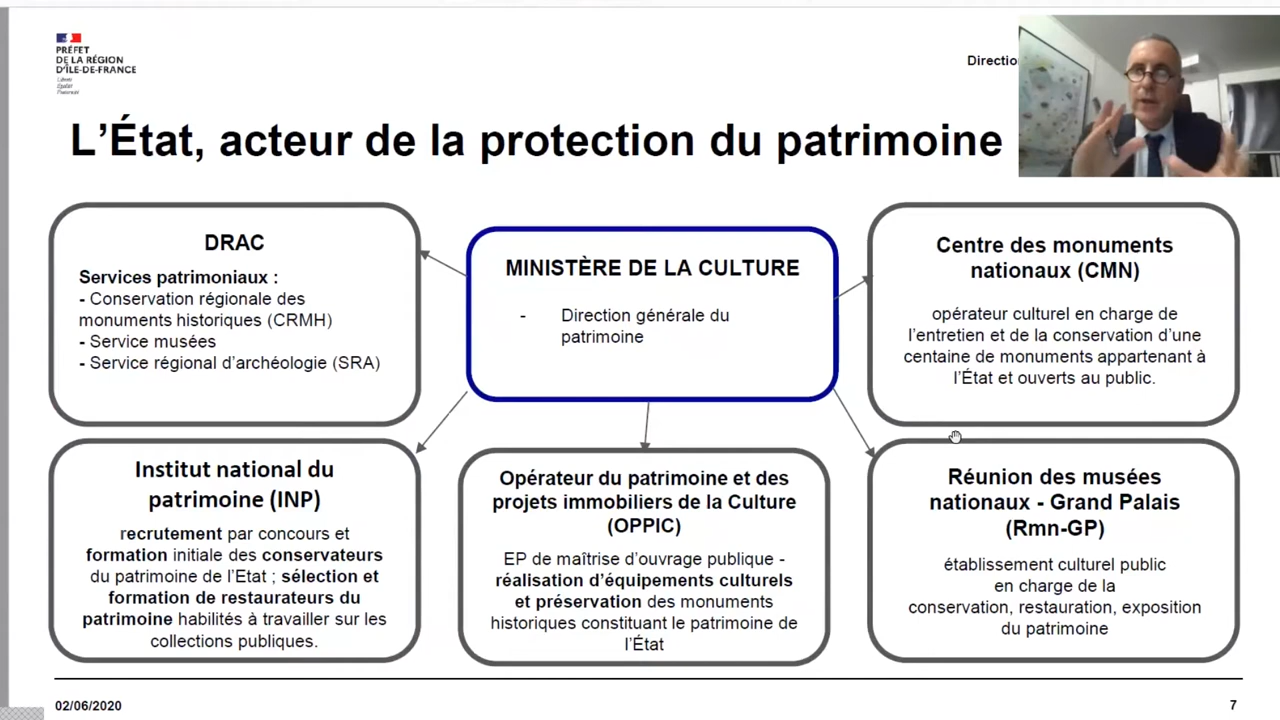 PRÉFET
DE LA RÉGION
D'ÎLE-DE-FRANCE
Liberté
Égalité
Fraternité
L'État, acteur de la protection du patrimoine
DRAC
Services patrimoniaux :
- Conservation régionale des
monuments historiques (CRMH)
- Service musées
- Service régional d'archéologie (SRA)
MINISTÈRE DE LA CULTURE
- Direction générale du
patrimoine
Centre des monuments
nationaux (CMN)
opérateur culturel en charge de
l'entretien et de la conservation d'une
centaine de monuments appartenant à
l'État et ouverts au public.
Institut national du
patrimoine (INP)
recrutement par concours et
formation initiale des conservateurs
du patrimoine de l'Etat ; sélection et
formation de restaurateurs du
patrimoine habilités à travailler sur les
collections publiques.
Opérateur du patrimoine et des
projets immobiliers de la Culture
(OPPIC)
EP de maîtrise d'ouvrage publique -
réalisation d'équipements culturels
et préservation des monuments
historiques constituant le patrimoine de
l'État
Réunion des musées
nationaux - Grand Palais
(Rmn-GP)
établissement culturel public
en charge de la
conservation, restauration, exposition
du patrimoine
02/06/2020
7